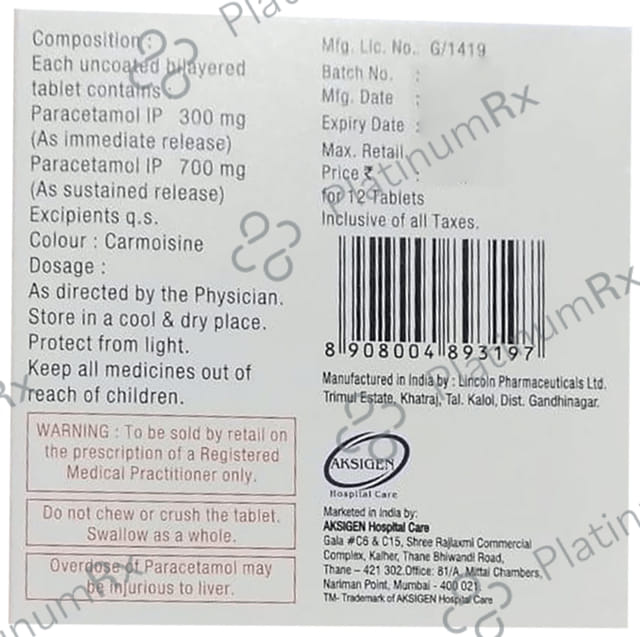 Composition :
Each uncoated bilayered
tablet contains
Paracetamol IP 300 mg
(As immediate release)
Paracetamol IP 700 mg
(As sustained release)
Excipients q.s.
Colour : Carmoisine
Dosage :
As directed by the Physician.
Store in a cool & dry place.
Protect from light.
Keep all medicines out of
reach of children.
WARNING : To be sold by retail on
the prescription of a Registered
Medical Practitioner only.
Do not chew or crush the tablet.
Swallow as a whole.
Overdose of Paracetamol may
be injurious to liver.
Mfg. Lic. No. G/1419
Batch No. :
Mfg. Date :
Expiry Date :
Max. Retail
Price ₹ :
for 12 Tablets
Inclusive of all Taxes.
8 908004 893197
Manufactured in India by : Lincoln Pharmaceuticals Ltd.
Trimul Estate, Khatraj, Tal. Kalol, Dist. Gandhinagar.
AKSIGEN
Hospital Care
Marketed in India by:
AKSIGEN Hospital Care
Gala #C6 & C15, Shree Rajlaxmi Commercial
Complex, Kalher, Thane Bhiwandi Road,
Thane – 421 302.Office: 81/A, Mittal Chambers,
Nariman Point, Mumbai - 400 021
TM- Trademark of AKSIGEN Hospital Care
PlatinumRx
PlatinumRx
PlatinumRx
Platin
Rx
tinumRx